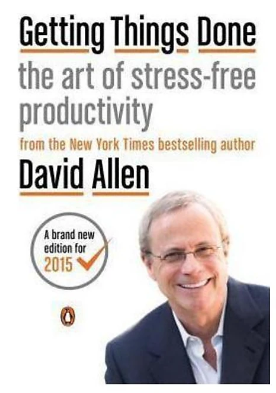 Getting Things Done
the art of stress-free
productivity
from the New York Times bestselling author
David Allen
A brand new
edition for
2015